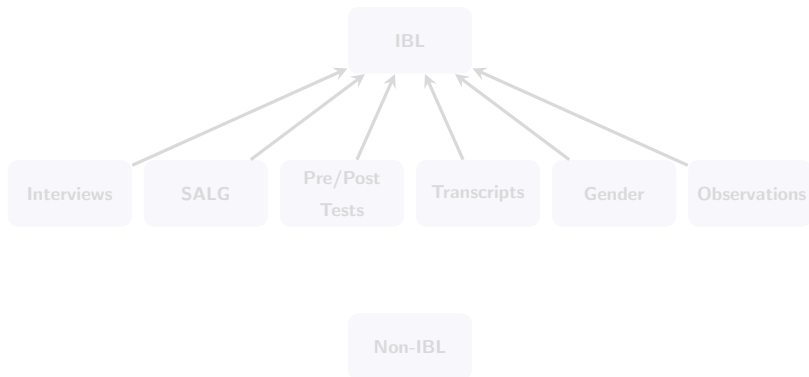 IBL
Interviews
SALG
Pre/Post
Tests
Transcripts
Gender
Observations
Non-IBL